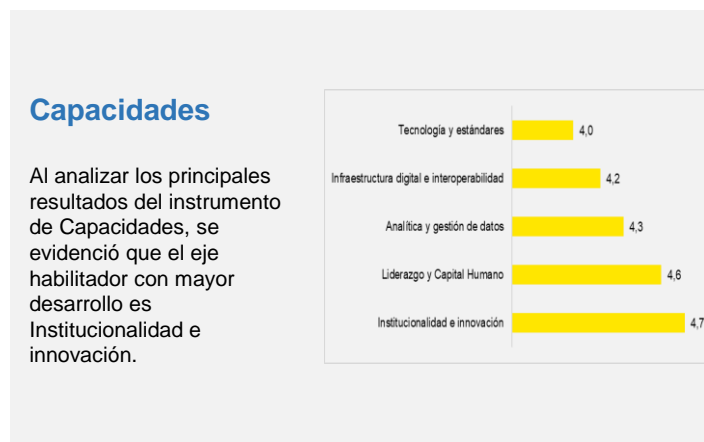 Capacidades
Al analizar los principales
resultados del instrumento
de Capacidades, se
evidenció que el eje
habilitador con mayor
desarrollo es
Institucionalidad e
innovación.
Tecnología y estándares 4,0
Infraestructura digital e interoperabilidad 4,2
Analítica y gestión de datos 4,3
Liderazgo y Capital Humano 4,6
Institucionalidad e innovación 4,7